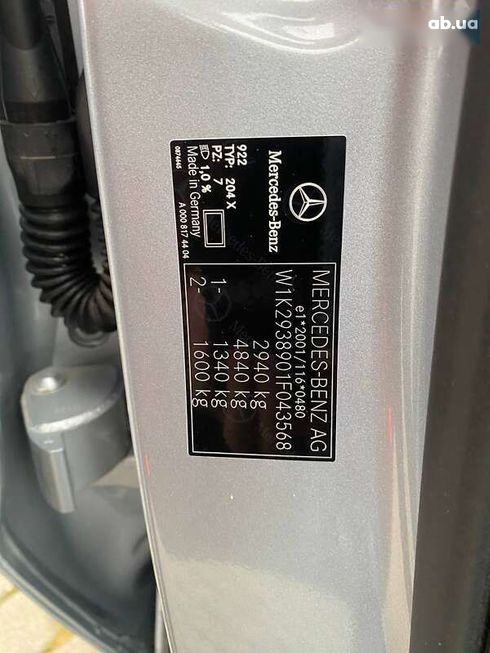 ab.ua
Mercedes-Benz
922
TYP: 204 X
PZ: 7
1,0 %
Made in Germany
0874645
A 000 817 44 04
MERCEDES-BENZ AG
e1*2001/116*0480
W1K2938901F043568
2940 kg
4840 kg
1- 1340 kg
2- 1600 kg